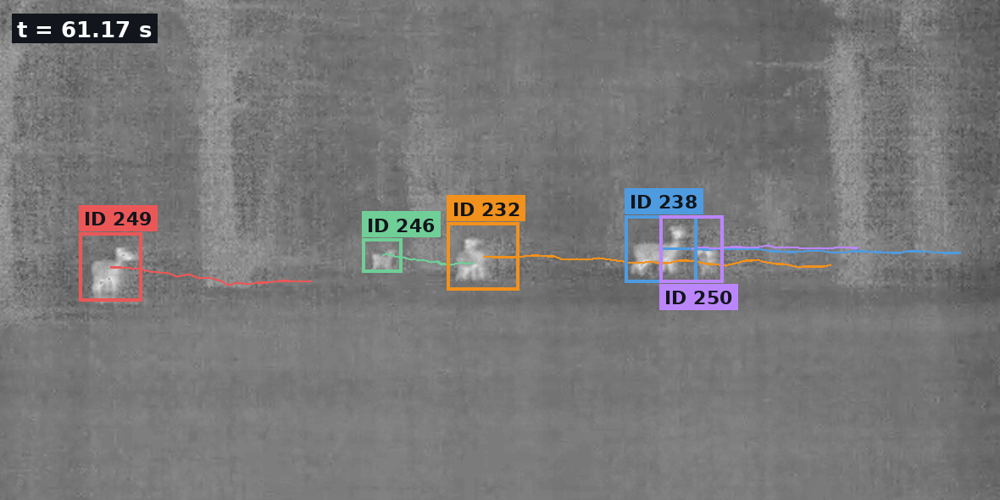 t = 61.17 s
ID 249
ID 246
ID 232
ID 238
ID 250